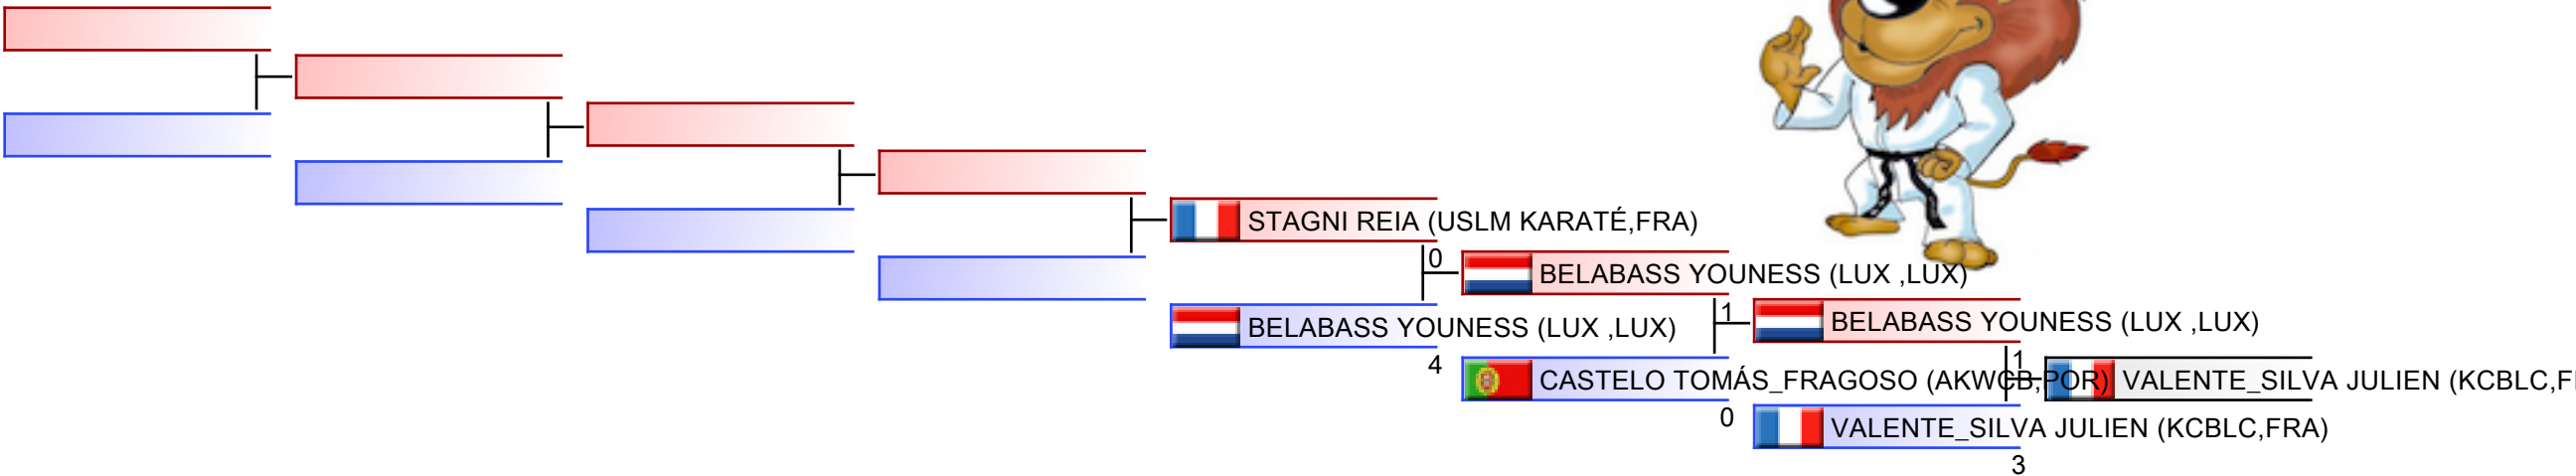 STAGNI REIA (USLM KARATÉ,FRA)
0
BELABASS YOUNESS (LUX ,LUX)
1
BELABASS YOUNESS (LUX ,LUX)
BELABASS YOUNESS (LUX ,LUX)
4
1
CASTELO TOMÁS_FRAGOSO (AKWCB,POR)
VALENTE_SILVA JULIEN (KCBLC,F
0
VALENTE_SILVA JULIEN (KCBLC,FRA)
3